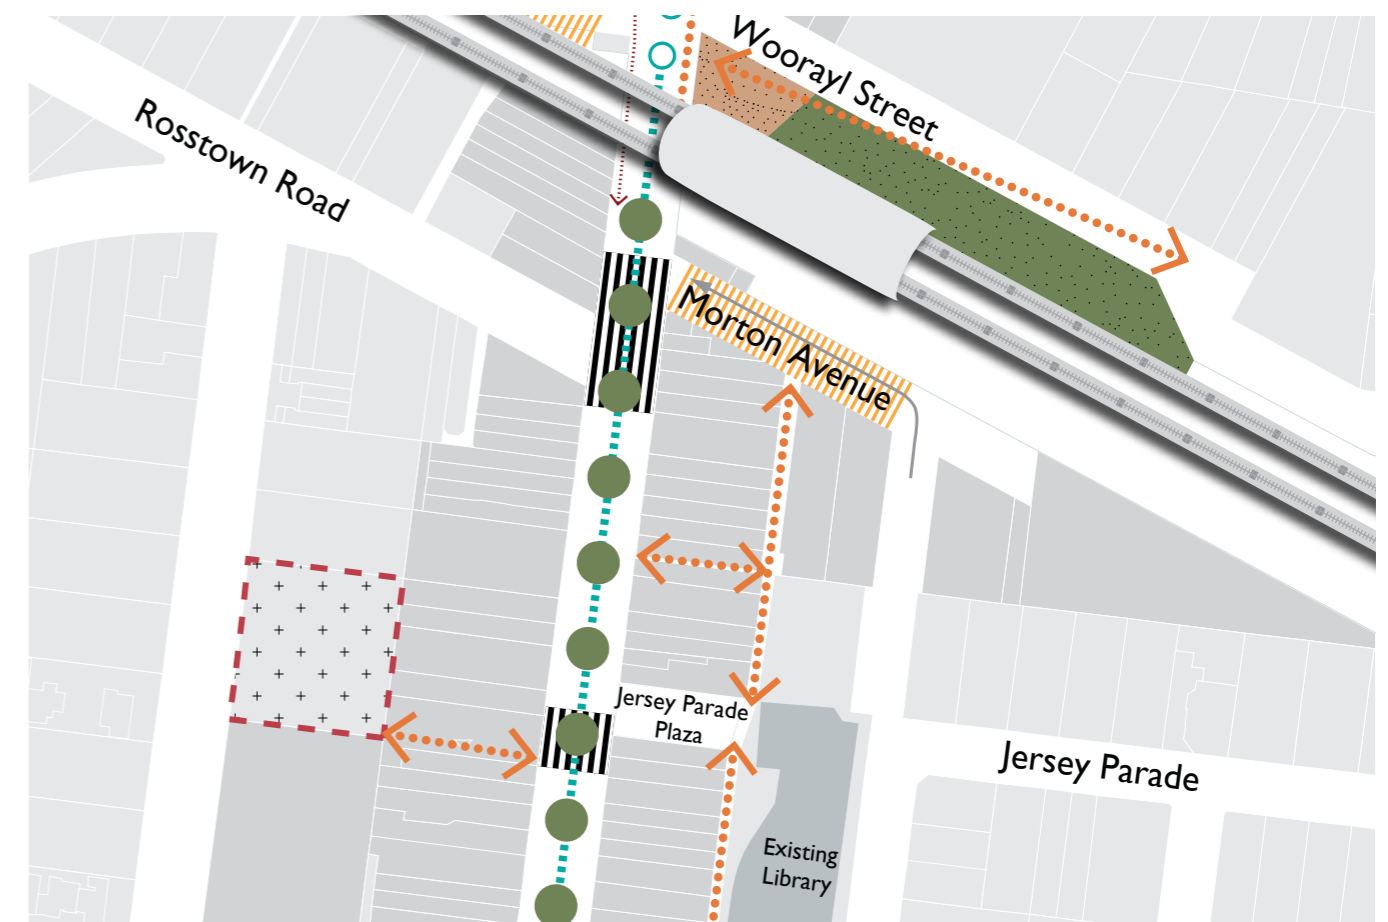 Woorayl Street
Rosstown Road
Morton Avenue
Jersey Parade
Plaza
Jersey Parade
Existing
Library